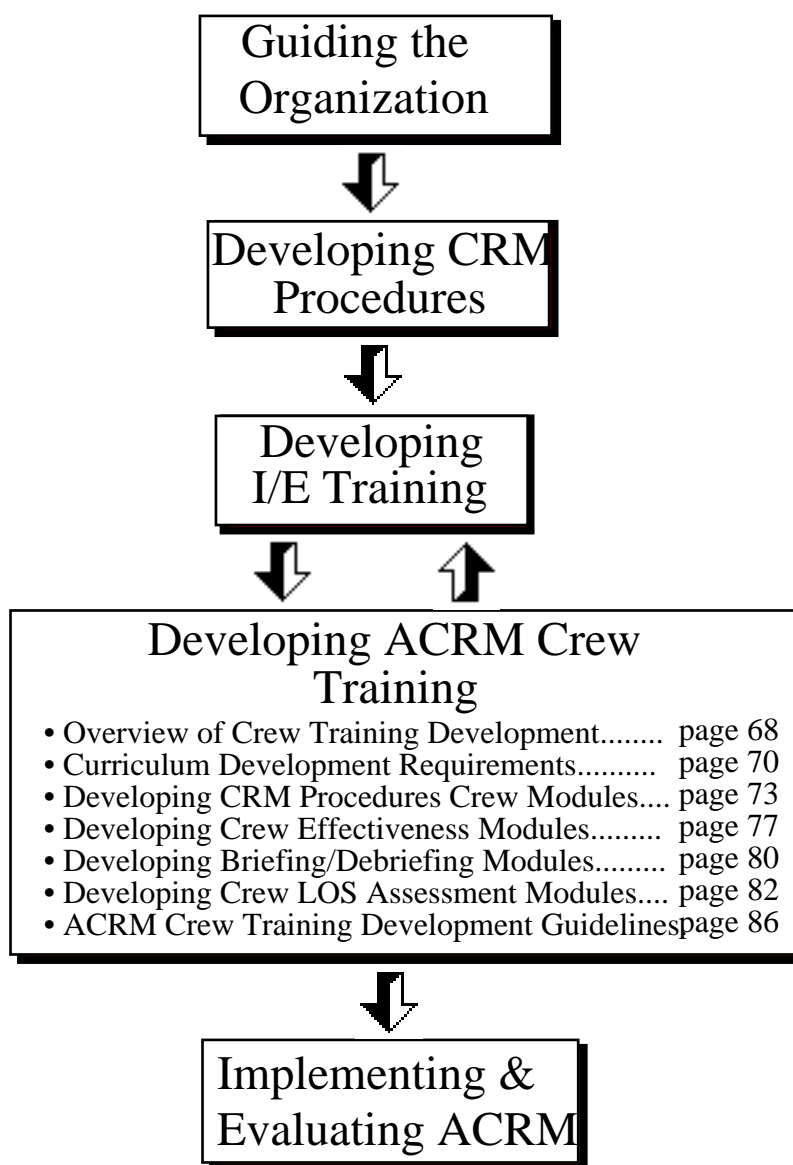 Guiding the
Organization
Developing CRM
Procedures
Developing
I/E Training
Developing ACRM Crew
Training
• Overview of Crew Training Development........ page 68
• Curriculum Development Requirements.......... page 70
• Developing CRM Procedures Crew Modules.... page 73
• Developing Crew Effectiveness Modules......... page 77
• Developing Briefing/Debriefing Modules......... page 80
• Developing Crew LOS Assessment Modules.... page 82
• ACRM Crew Training Development Guidelines page 86
Implementing &
Evaluating ACRM